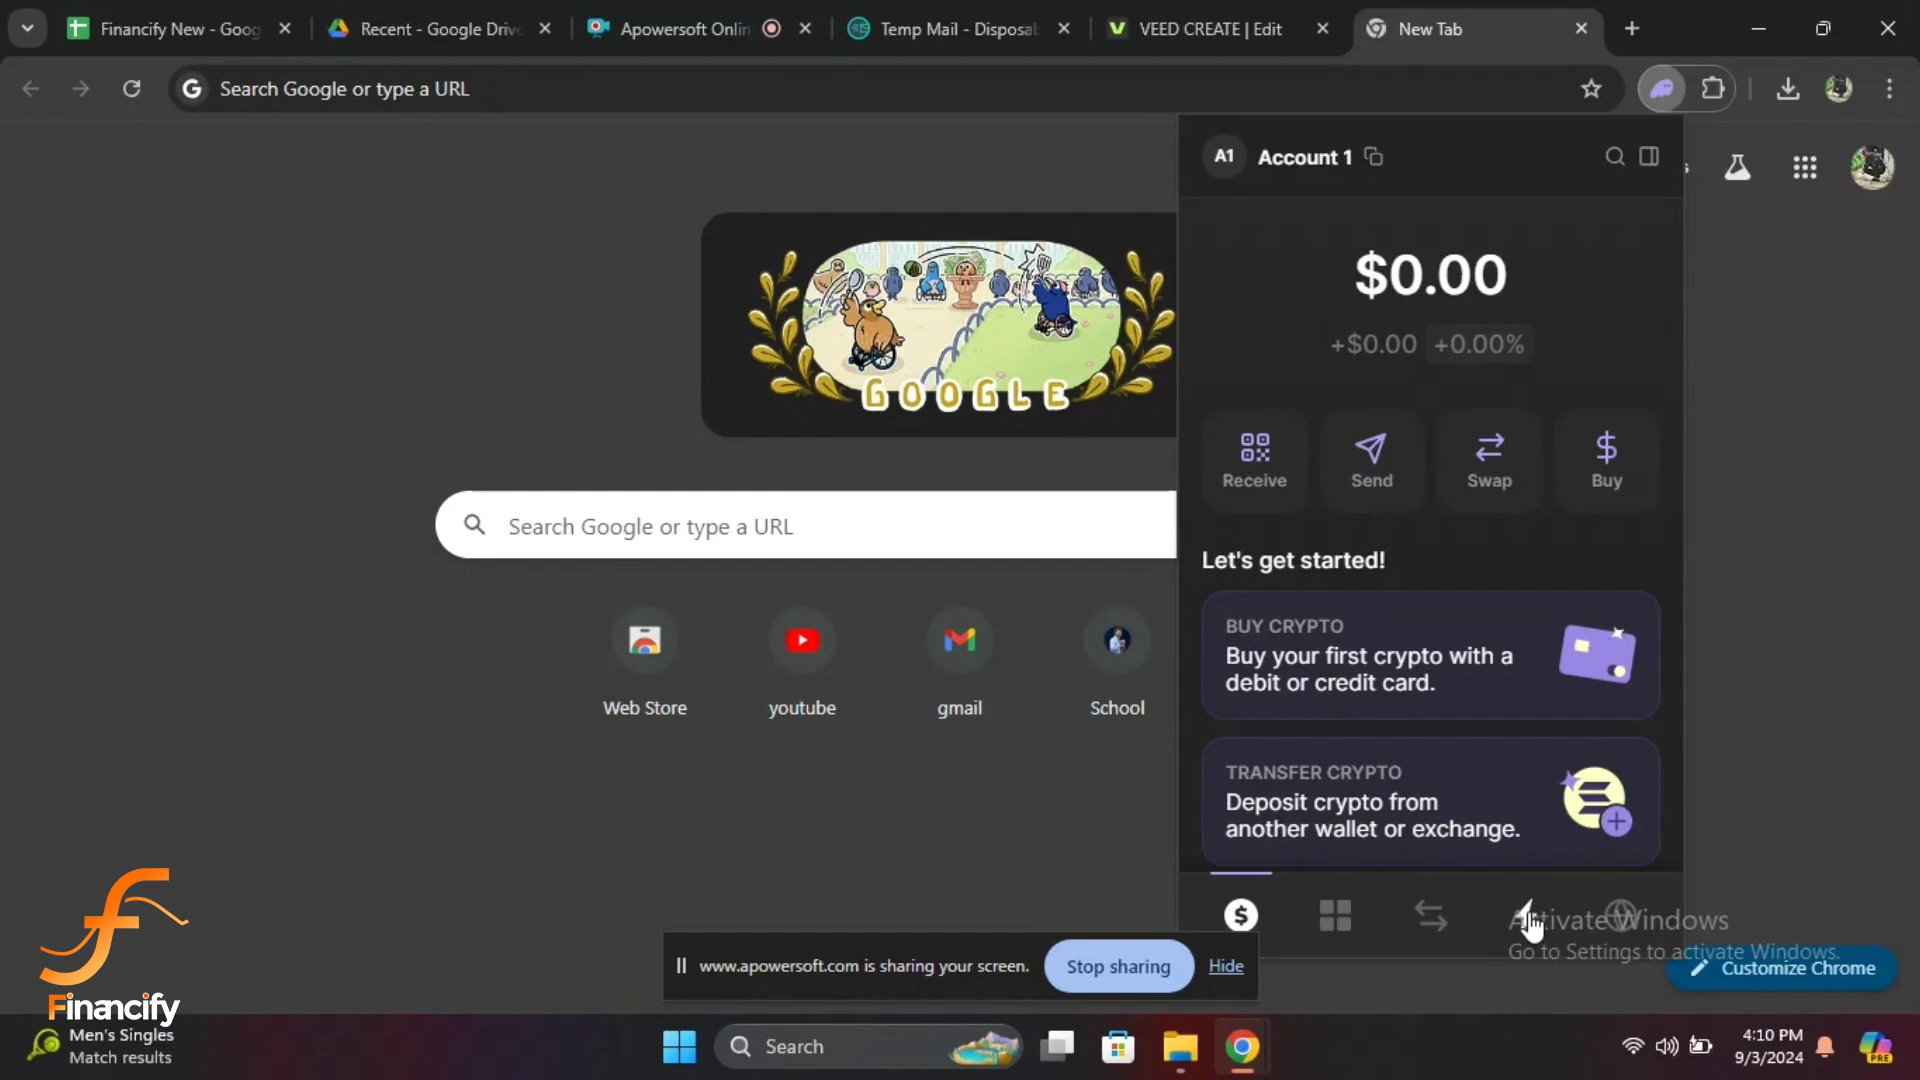 Financify New - Goog
Recent - Google Drive
Apowersoft Onlin
Temp Mail - Disposal
VEED CREATE | Edit
New Tab
Search Google or type a URL
A1
Account 1
$0.00
+$0.00
+0.00%
GOOGLE
Receive
Send
Swap
Buy
Search Google or type a URL
Let's get started!
BUY CRYPTO
Buy your first crypto with a
debit or credit card.
Web Store
youtube
gmail
School
TRANSFER CRYPTO
Deposit crypto from
another wallet or exchange.
Activate Windows
Go to Settings to activate Windows.
www.apowersoft.com is sharing your screen.
Stop sharing
Hide
Customize Chrome
Financify
Men's Singles
Match results
Search
4:10 PM
9/3/2024
PRE